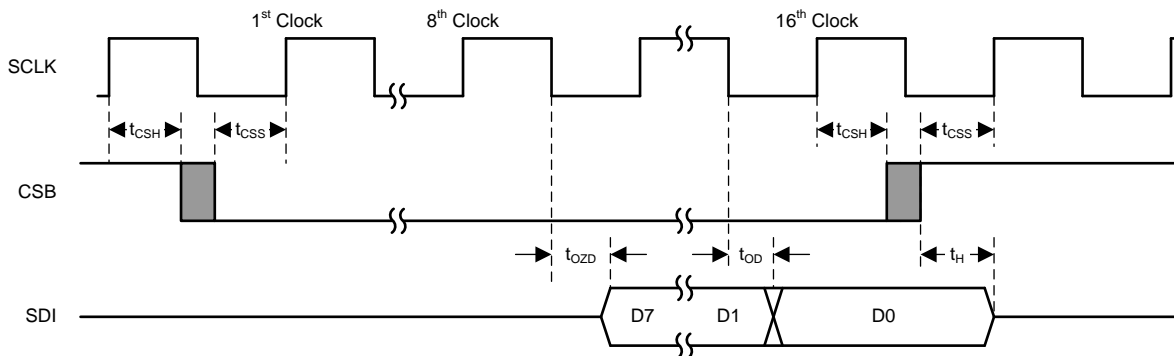 1st Clock 8th Clock 16th Clock
SCLK
tCSH tCSS tCSH tCSS
CSB
tOZD tOD tH
SDI D7 D1 D0